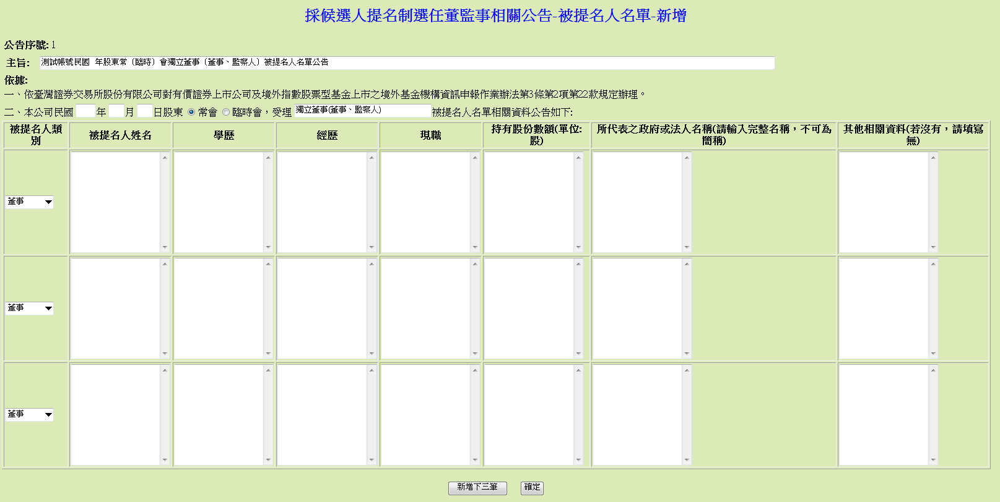 採候選人提名制選任董監事相關公告-被提名人名單-新增
公告序號: 1
主旨: 測試帳號民國 年股東常〔臨時〕會獨立董事〔董事、監察人〕被提名人名單公告
依據:
一、依臺灣證券交易所股份有限公司對有價證券上市公司及境外指數股票型基金上市之境外基金機構資訊申報作業辦法第3條第2項第22款規定辦理。
二、本公司民國 年 月 日股東 常會 臨時會，受理 獨立董事(董事、監察人) 被提名人名單相關資料公告如下:
被提名人類
別
被提名人姓名
學歷
經歷
現職
持有股份數額(單位:
股)
所代表之政府或法人名稱(請輸入完整名稱，不可為
簡稱)
其他相關資料(若沒有，請填寫
無)
董事
董事
董事
新增下三筆 確定